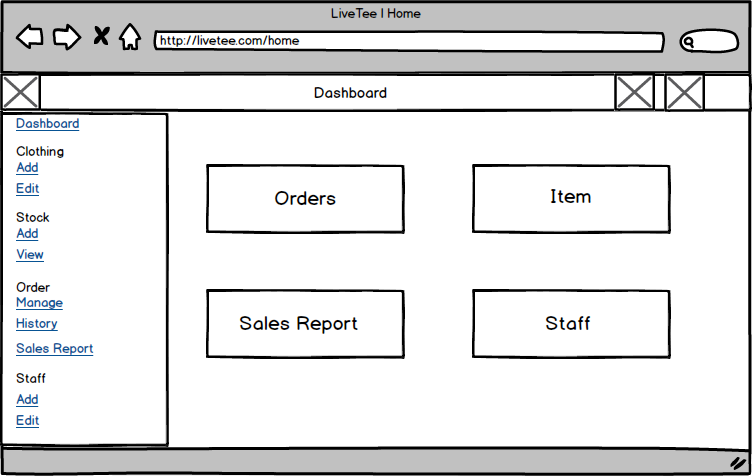 LiveTee | Home
http://livetee.com/home
Dashboard
Dashboard
Clothing
Add
Edit
Stock
Add
View
Order
Manage
History
Sales Report
Staff
Add
Edit
Orders
Item
Sales Report
Staff